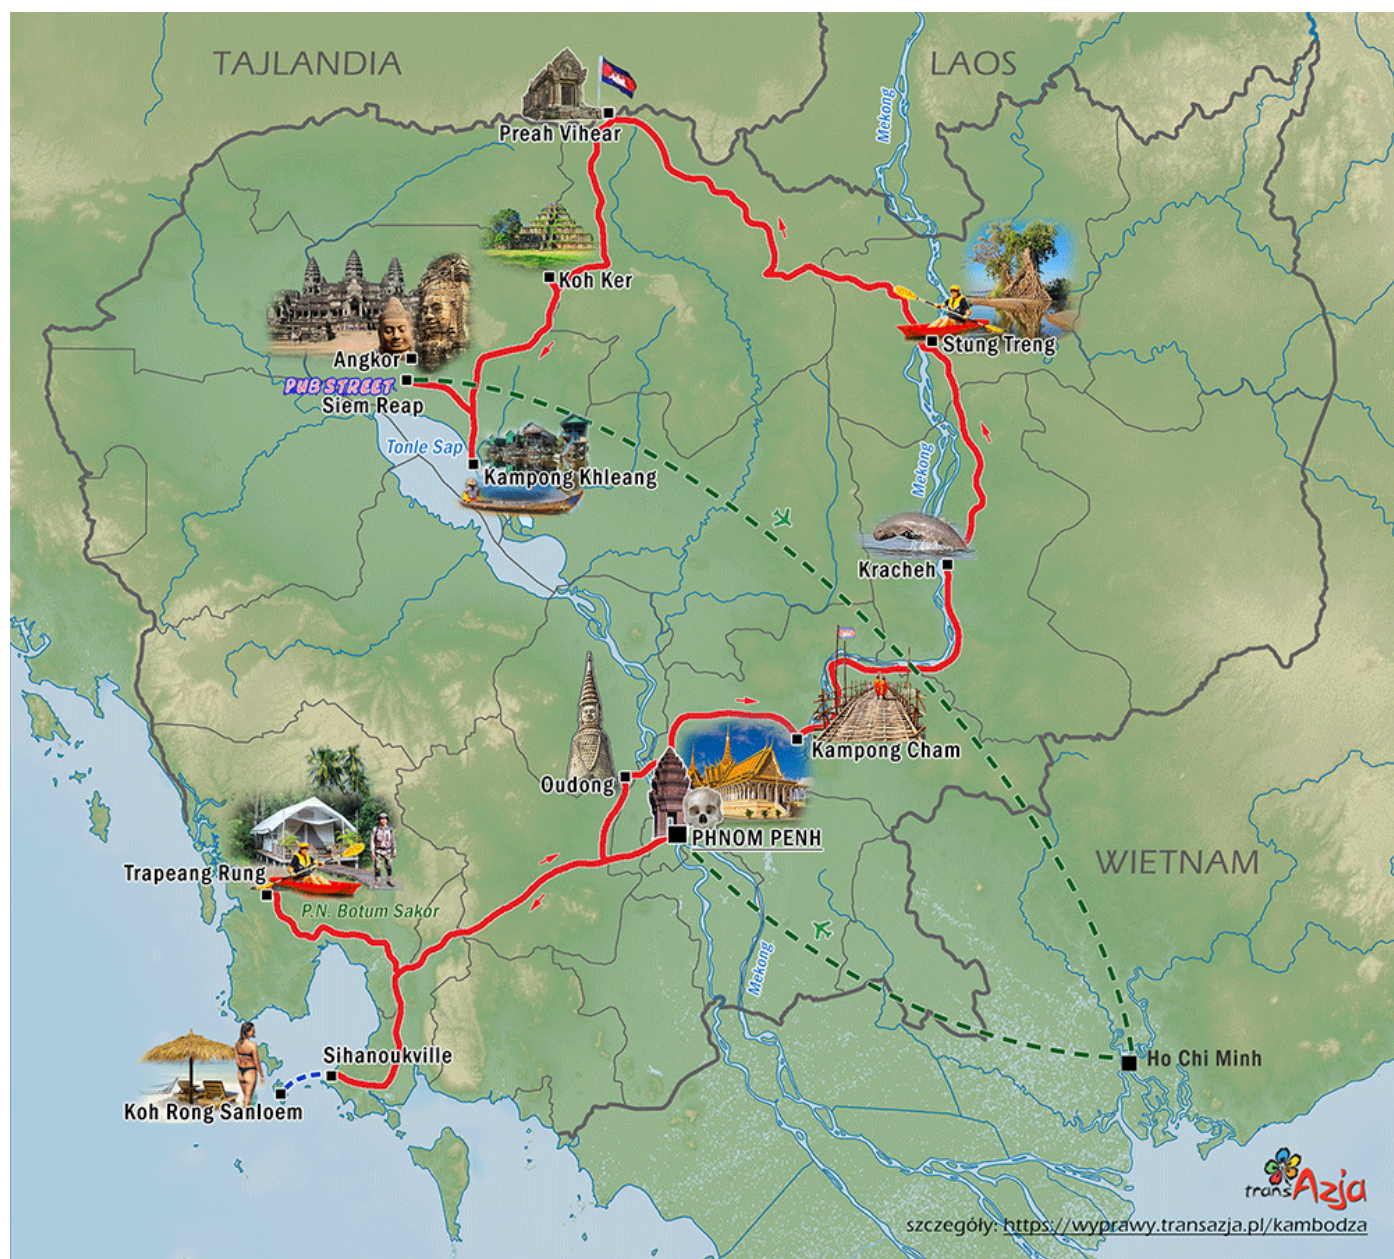 TAJLANDIA
LAOS
Mekong
Preah Vihear
Koh Ker
Angkor
PUB STREET
Siem Reap
Stung Treng
Tonle Sap
Kampong Khleang
Mekong
Kracheh
Kampong Cham
Oudong
PHNOM PENH
WIETNAM
Trapeang Rung
P.N. Botum Sakor
Mekong
Sihanoukville
Ho Chi Minh
Koh Rong Sanloem
trans Azja
szczegóły: https://wyprawy.transazja.pl/kambodza